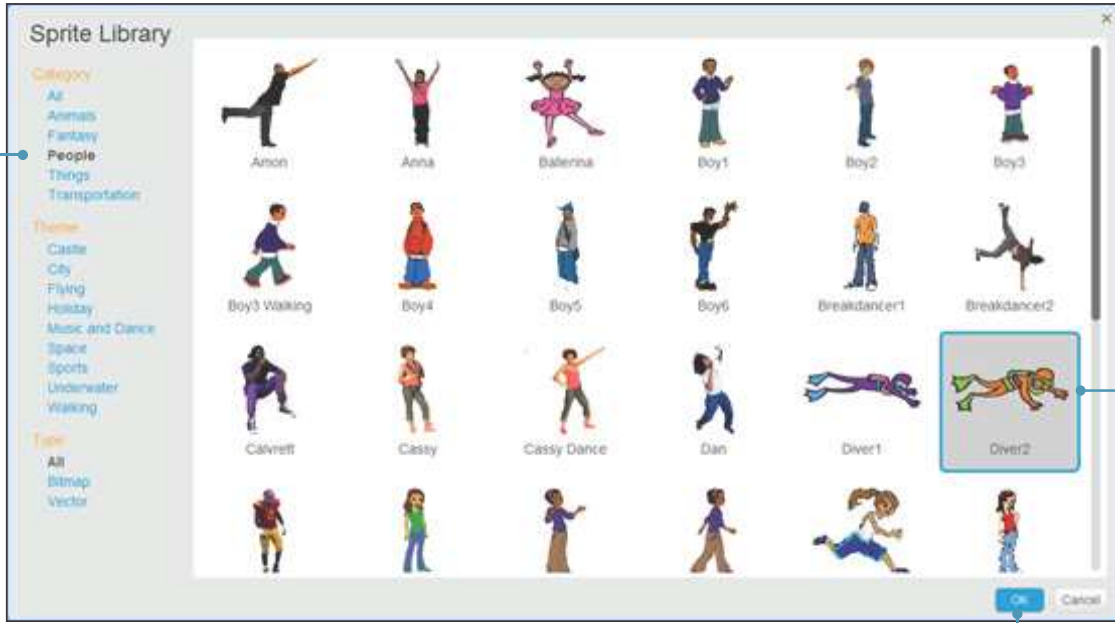 Sprite Library
Category
All
Animals
Fantasy
People
Things
Transportation
Theme
Castle
City
Flying
Holiday
Music and Dance
Space
Sports
Underwater
Walking
Type
All
Bitmap
Vector
Amon
Anna
Ballerina
Boy1
Boy2
Boy3
Boy3 Walking
Boy4
Boy5
Boy6
Breakdancer1
Breakdancer2
Calvrett
Cassy
Cassy Dance
Dan
Diver1
Diver2
OK
Cancel